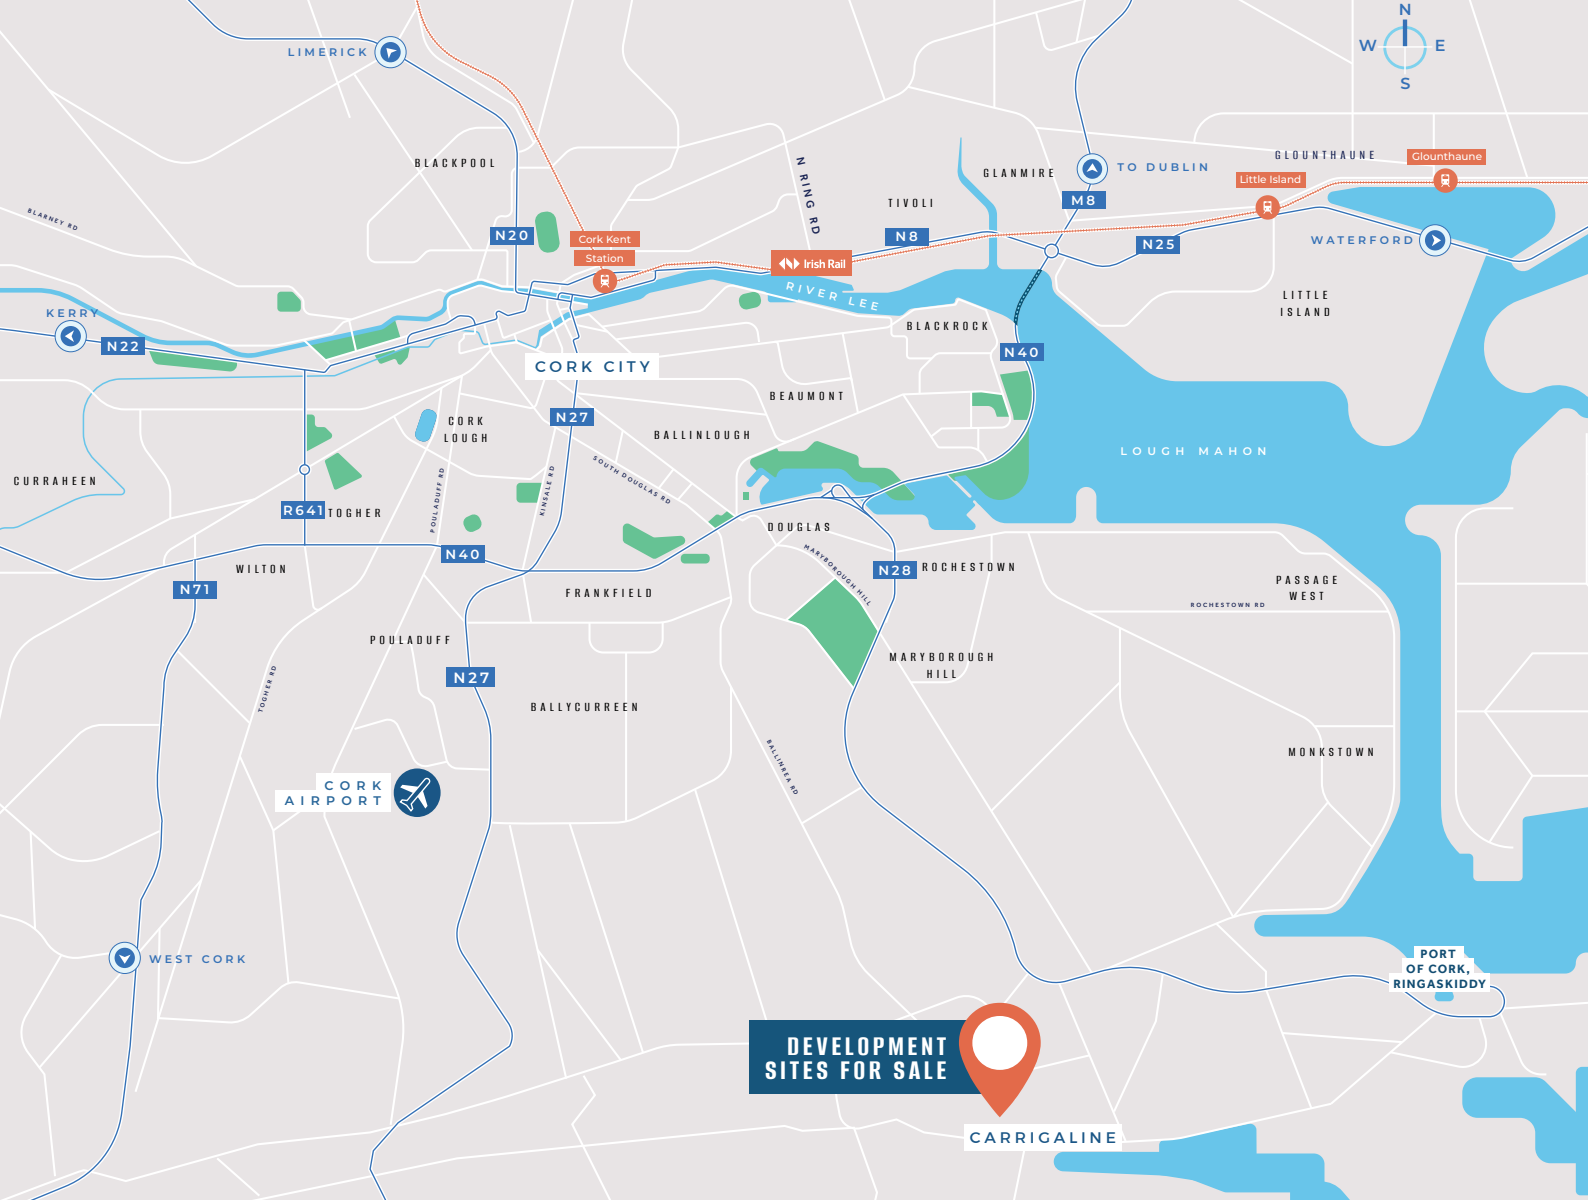 N
W
E
S
LIMERICK
BLACKPOOL
N RING RD
GLANMIRE
TO DUBLIN
GLOUNTHAUNE
Glounthaune
Little Island
M8
TIVOLI
BLARNEY RD
N20
Cork Kent
Station
N8
N25
WATERFORD
Irish Rail
RIVER LEE
LITTLE
ISLAND
KERRY
N22
BLACKROCK
N40
CORK CITY
BEAUMONT
N27
CORK
LOUGH
BALLINLOUGH
LOUGH MAHON
CURRAHEEN
POULADUFF RD
KINSALE RD
SOUTH DOUGLAS RD
R641
TOGHER
DOUGLAS
N40
WILTON
MARYBOROUGH HILL
N28
ROCHESTOWN
N71
FRANKFIELD
PASSAGE
WEST
ROCHESTOWN RD
POULADUFF
MARYBOROUGH
HILL
TOGHER RD
N27
BALLYCURREEN
MONKSTOWN
BALLINREA RD
CORK
AIRPORT
WEST CORK
PORT
OF CORK,
RINGASKIDDY
DEVELOPMENT
SITES FOR SALE
CARRIGALINE